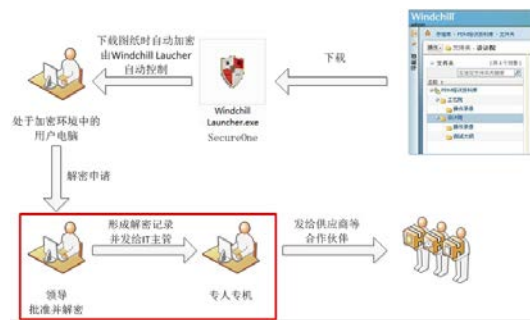 下载图纸时自动加密
由Windchill Laucher
自动控制
下载
Windchill
Windchill
Launcher.exe
SecureOne
处于加密环境中的
用户电脑
解密申请
形成解密记录
并发给IT主管
发给供应商等
合作伙伴
领导
批准并解密
专人专机